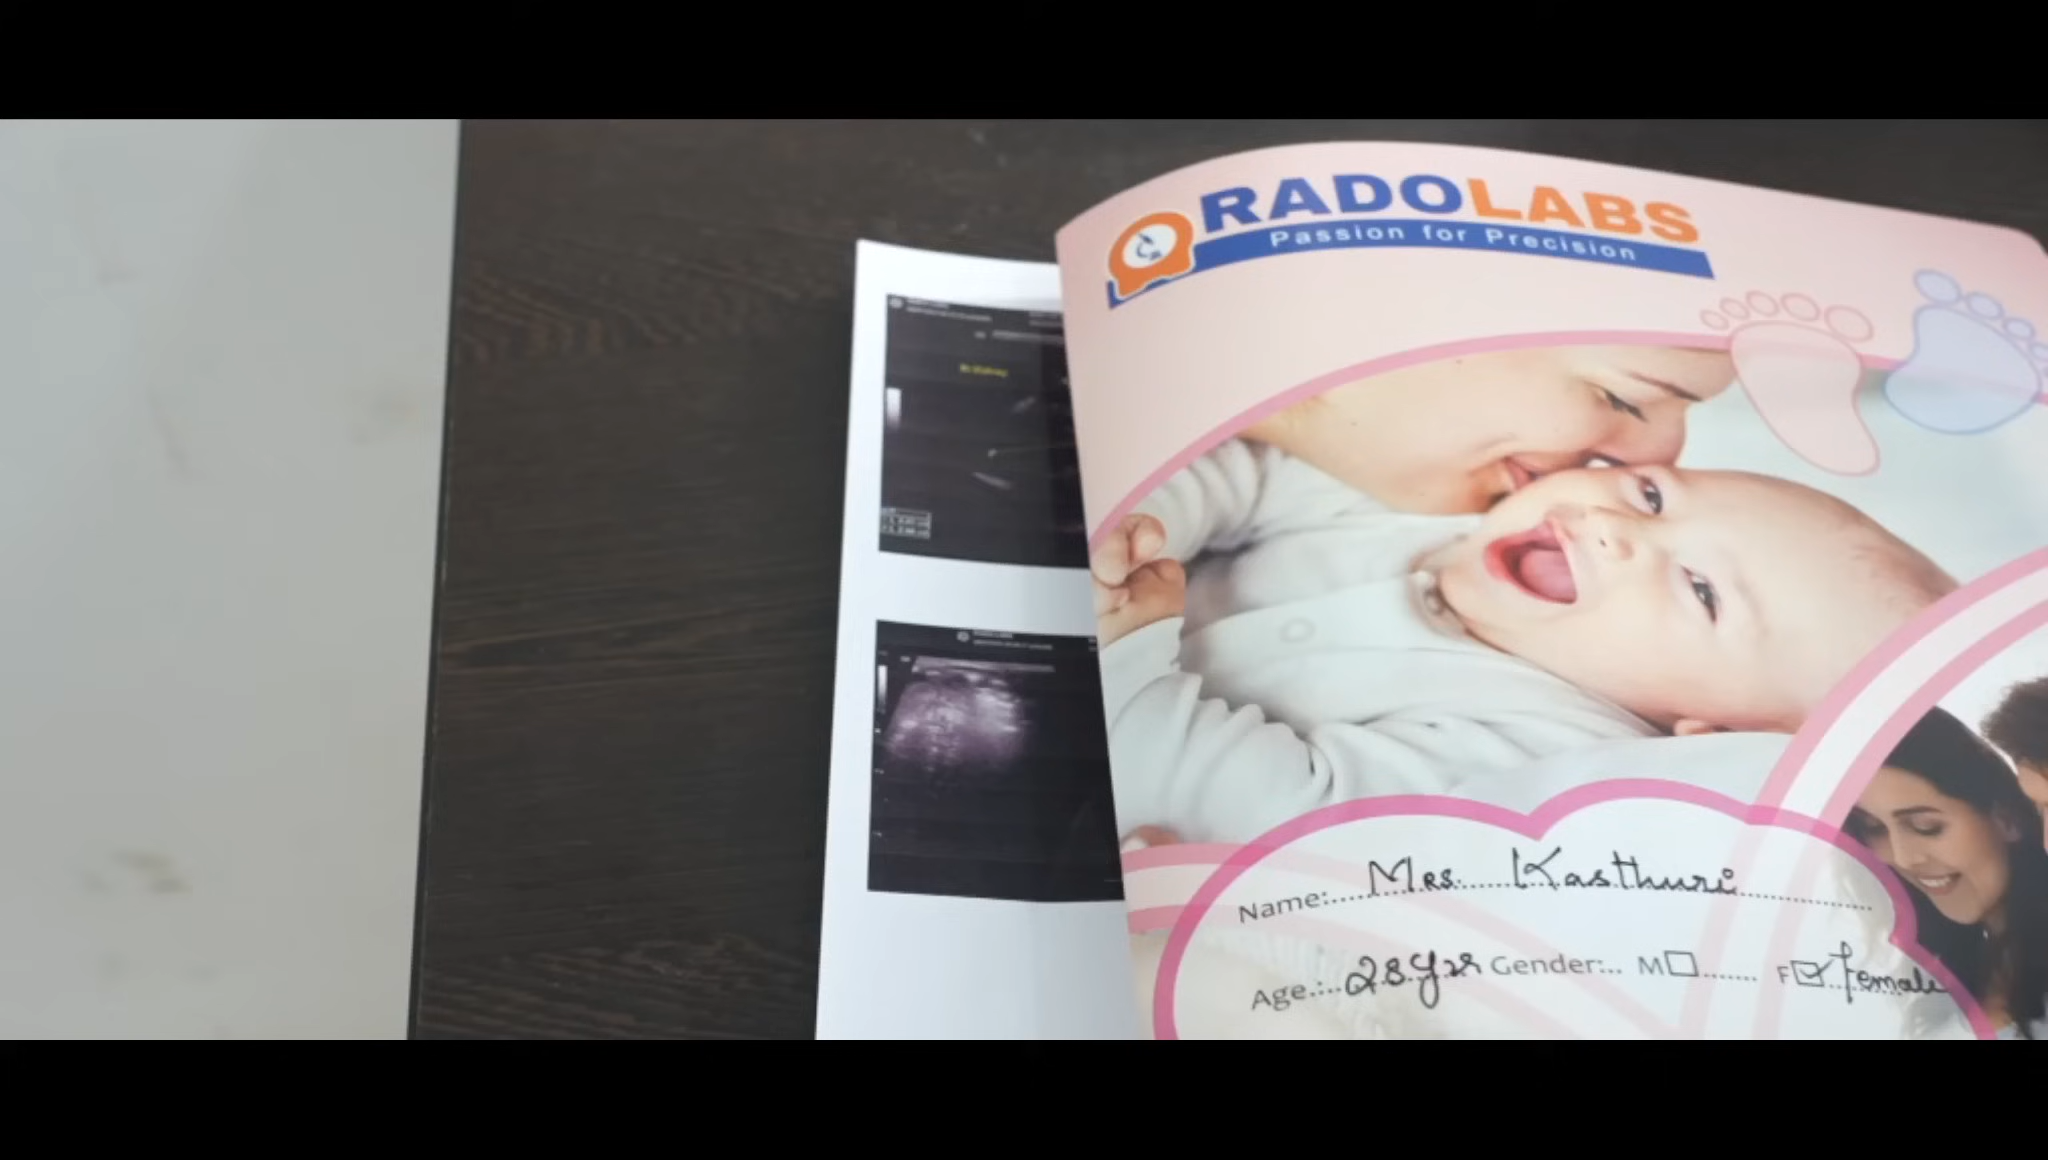 RADOLABS
Passion for Precision
Name:..... Mrs. Kasthuri
Age.:.. 28 yrs Gender:... M☐....... F☑ Female